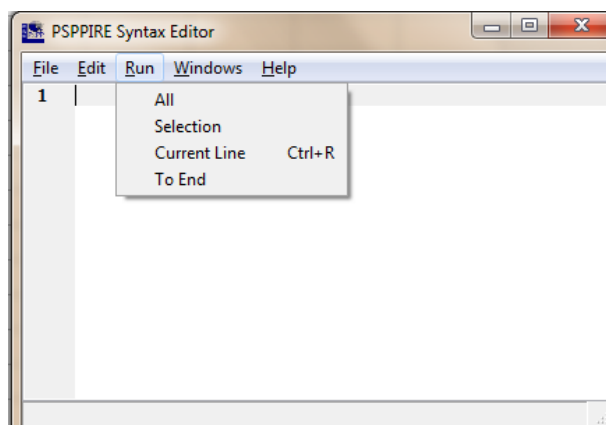 PSPPIRE Syntax Editor
File Edit Run Windows Help
1
All
Selection
Current Line Ctrl+R
To End